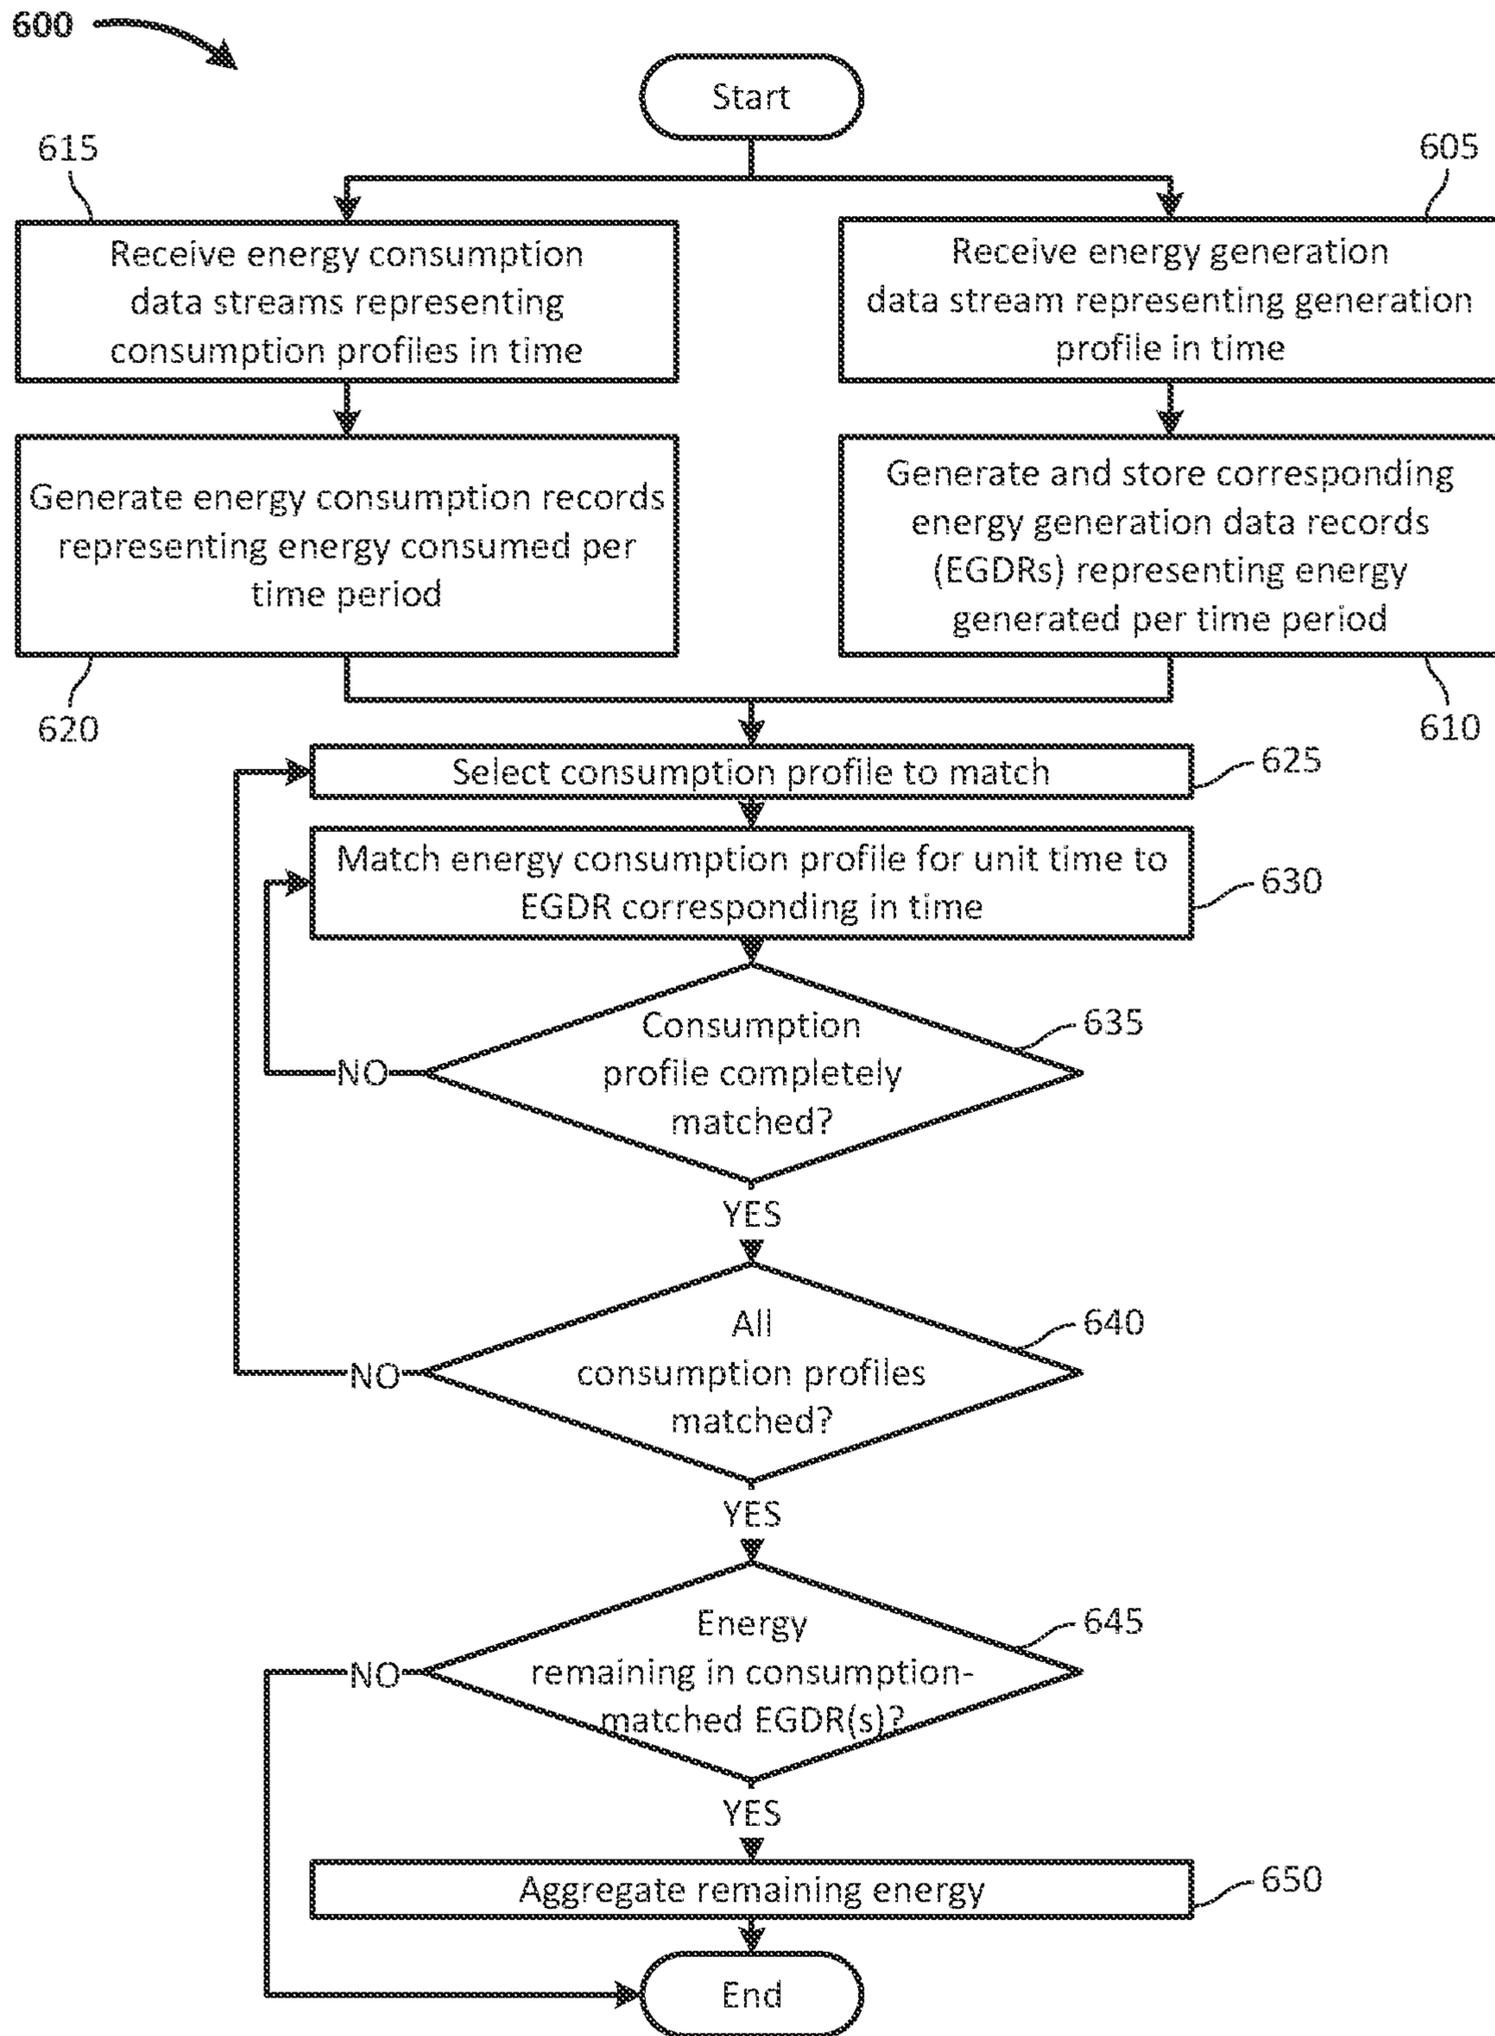 600
Start
615
605
Receive energy consumption
data streams representing
consumption profiles in time
Receive energy generation
data stream representing generation
profile in time
Generate energy consumption records
representing energy consumed per
time period
Generate and store corresponding
energy generation data records
(EGDRs) representing energy
generated per time period
620
610
Select consumption profile to match
625
Match energy consumption profile for unit time to
EGDR corresponding in time
630
Consumption
profile completely
matched?
635
NO
YES
All
consumption profiles
matched?
640
NO
YES
Energy
remaining in consumption-
matched EGDR(s)?
645
NO
YES
Aggregate remaining energy
650
End